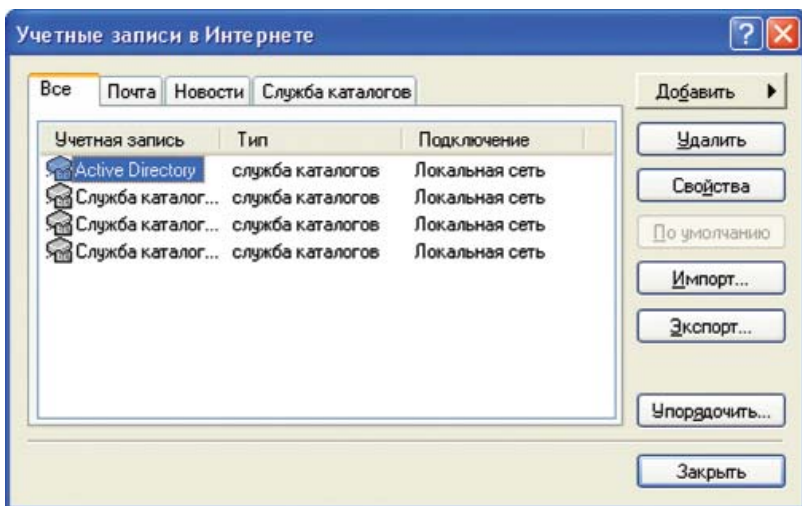 Учетные записи в Интернете
Все Почта Новости Служба каталогов
Учетная запись Тип Подключение
Active Directory служба каталогов Локальная сеть
Служба каталог... служба каталогов Локальная сеть
Служба каталог... служба каталогов Локальная сеть
Служба каталог... служба каталогов Локальная сеть
Добавить
Удалить
Свойства
По умолчанию
Импорт...
Экспорт...
Упорядочить...
Закрыть